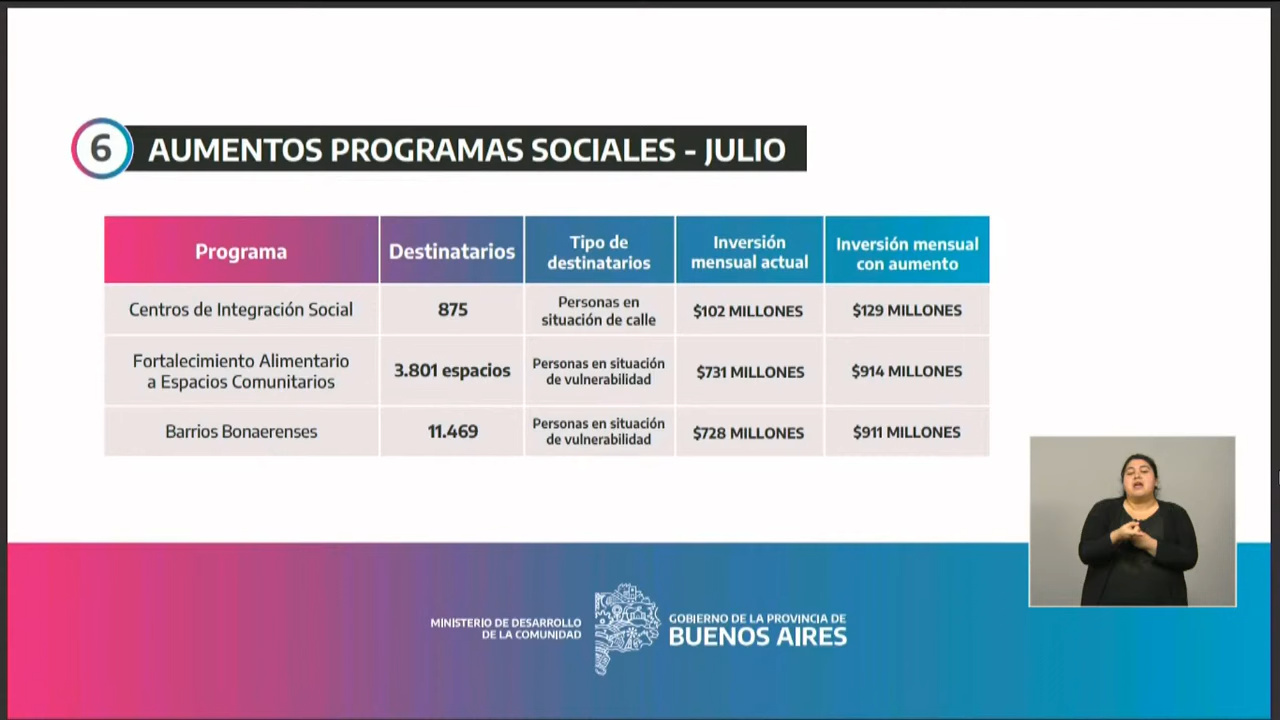 6
AUMENTOS PROGRAMAS SOCIALES - JULIO
Programa
Destinatarios
Tipo de
destinatarios
Inversión
mensual actual
Inversión mensual
con aumento
Centros de Integración Social
875
Personas en
situación de calle
$102 MILLONES
$129 MILLONES
Fortalecimiento Alimentario
a Espacios Comunitarios
3.801 espacios
Personas en situación
de vulnerabilidad
$731 MILLONES
$914 MILLONES
Barrios Bonaerenses
11.469
Personas en situación
de vulnerabilidad
$728 MILLONES
$911 MILLONES
MINISTERIO DE DESARROLLO
DE LA COMUNIDAD
GOBIERNO DE LA PROVINCIA DE
BUENOS AIRES